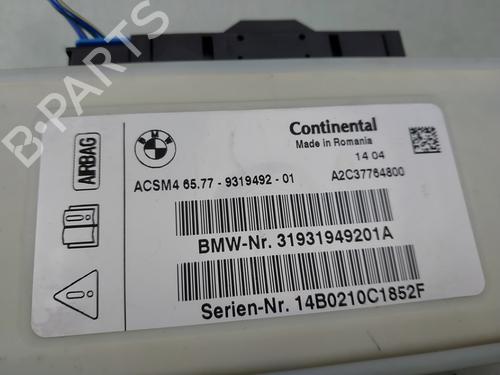 B-PARTS
BMW
AIRBAG
Continental
Made in Romania
14 04
ACSM4 65.77 - 9319492 - 01
A2C37764800
BMW-Nr. 31931949201A
Serien-Nr. 14B0210C1852F